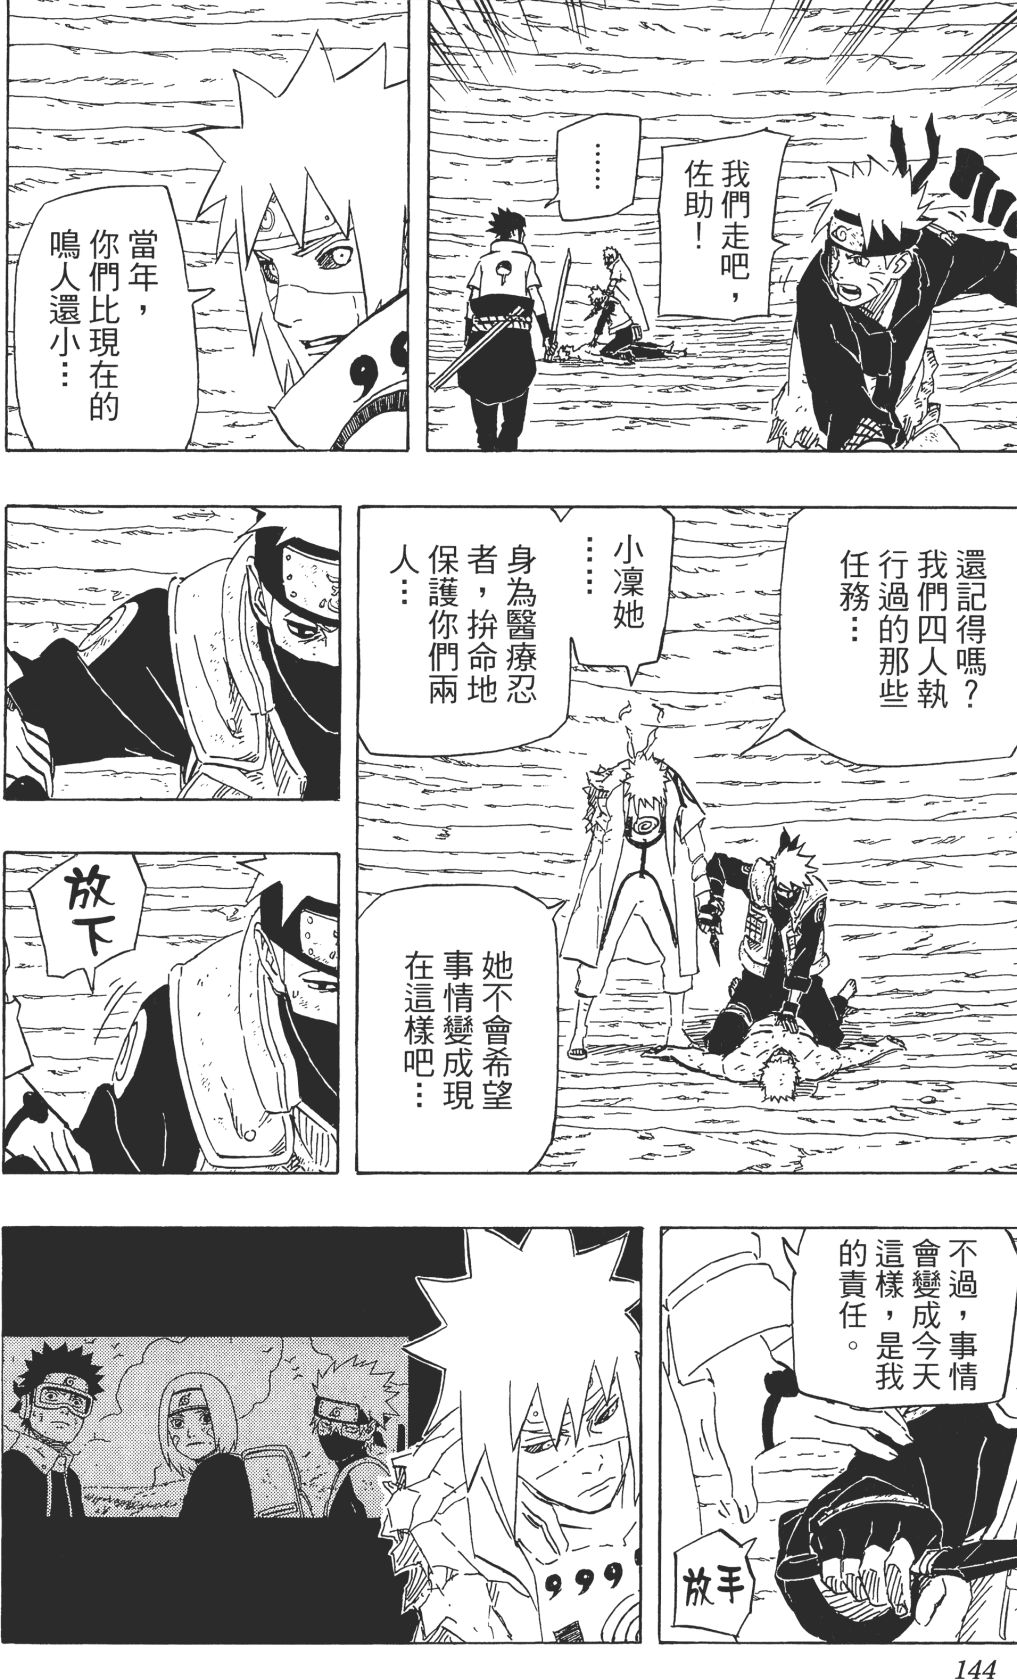 我們走吧，
佐助！
……
當年，
你們比現在的
鳴人還小…
還記得嗎？
我們四人執
行過的那些
任務…
小凜她
……
身為醫療忍
者，拚命地
保護你們兩
人…
她不會希望
事情變成現
在這樣吧…
放下
不過，事情
會變成今天
這樣，是我
的責任。
放手
144